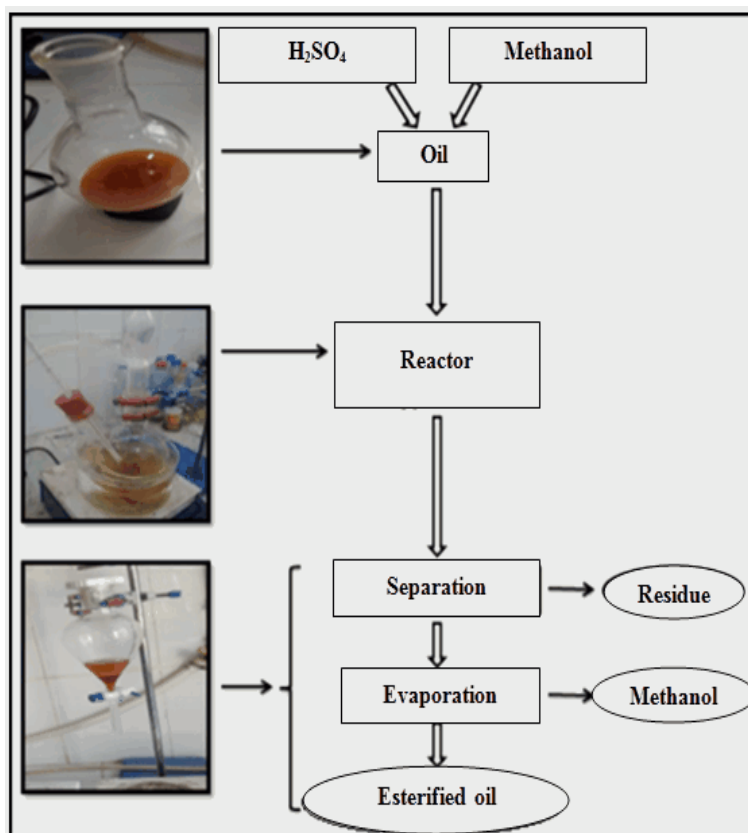 H₂SO₄
Methanol
Oil
Reactor
Separation
Residue
Evaporation
Methanol
Esterified oil